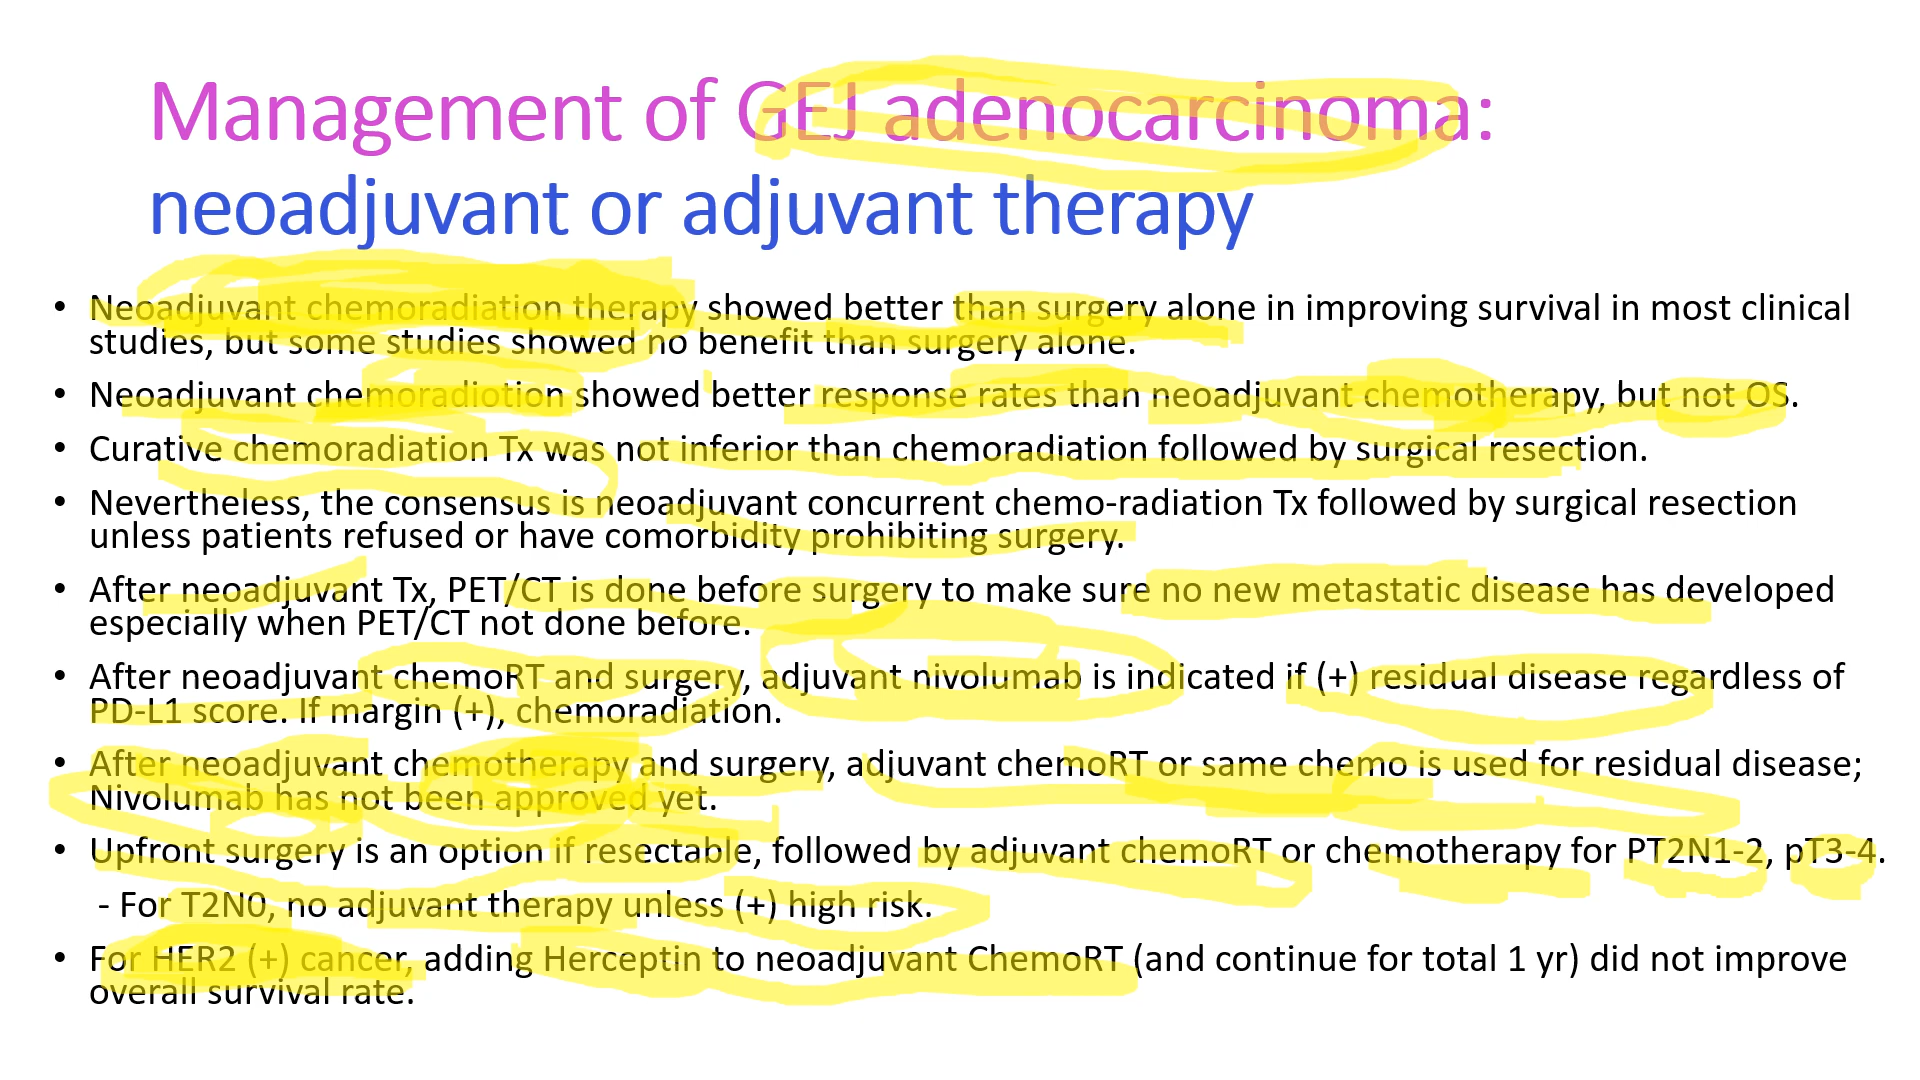 Management of GEJ adenocarcinoma:
neoadjuvant or adjuvant therapy
• Neoadjuvant chemoradiation therapy showed better than surgery alone in improving survival in most clinical
studies, but some studies showed no benefit than surgery alone.
• Neoadjuvant chemoradiotion showed better response rates than neoadjuvant chemotherapy, but not OS.
• Curative chemoradiation Tx was not inferior than chemoradiation followed by surgical resection.
• Nevertheless, the consensus is neoadjuvant concurrent chemo-radiation Tx followed by surgical resection
unless patients refused or have comorbidity prohibiting surgery.
• After neoadjuvant Tx, PET/CT is done before surgery to make sure no new metastatic disease has developed
especially when PET/CT not done before.
• After neoadjuvant chemoRT and surgery, adjuvant nivolumab is indicated if (+) residual disease regardless of
PD-L1 score. If margin (+), chemoradiation.
• After neoadjuvant chemotherapy and surgery, adjuvant chemoRT or same chemo is used for residual disease;
Nivolumab has not been approved yet.
• Upfront surgery is an option if resectable, followed by adjuvant chemoRT or chemotherapy for PT2N1-2, pT3-4.
- For T2N0, no adjuvant therapy unless (+) high risk.
• For HER2 (+) cancer, adding Herceptin to neoadjuvant ChemoRT (and continue for total 1 yr) did not improve
overall survival rate.